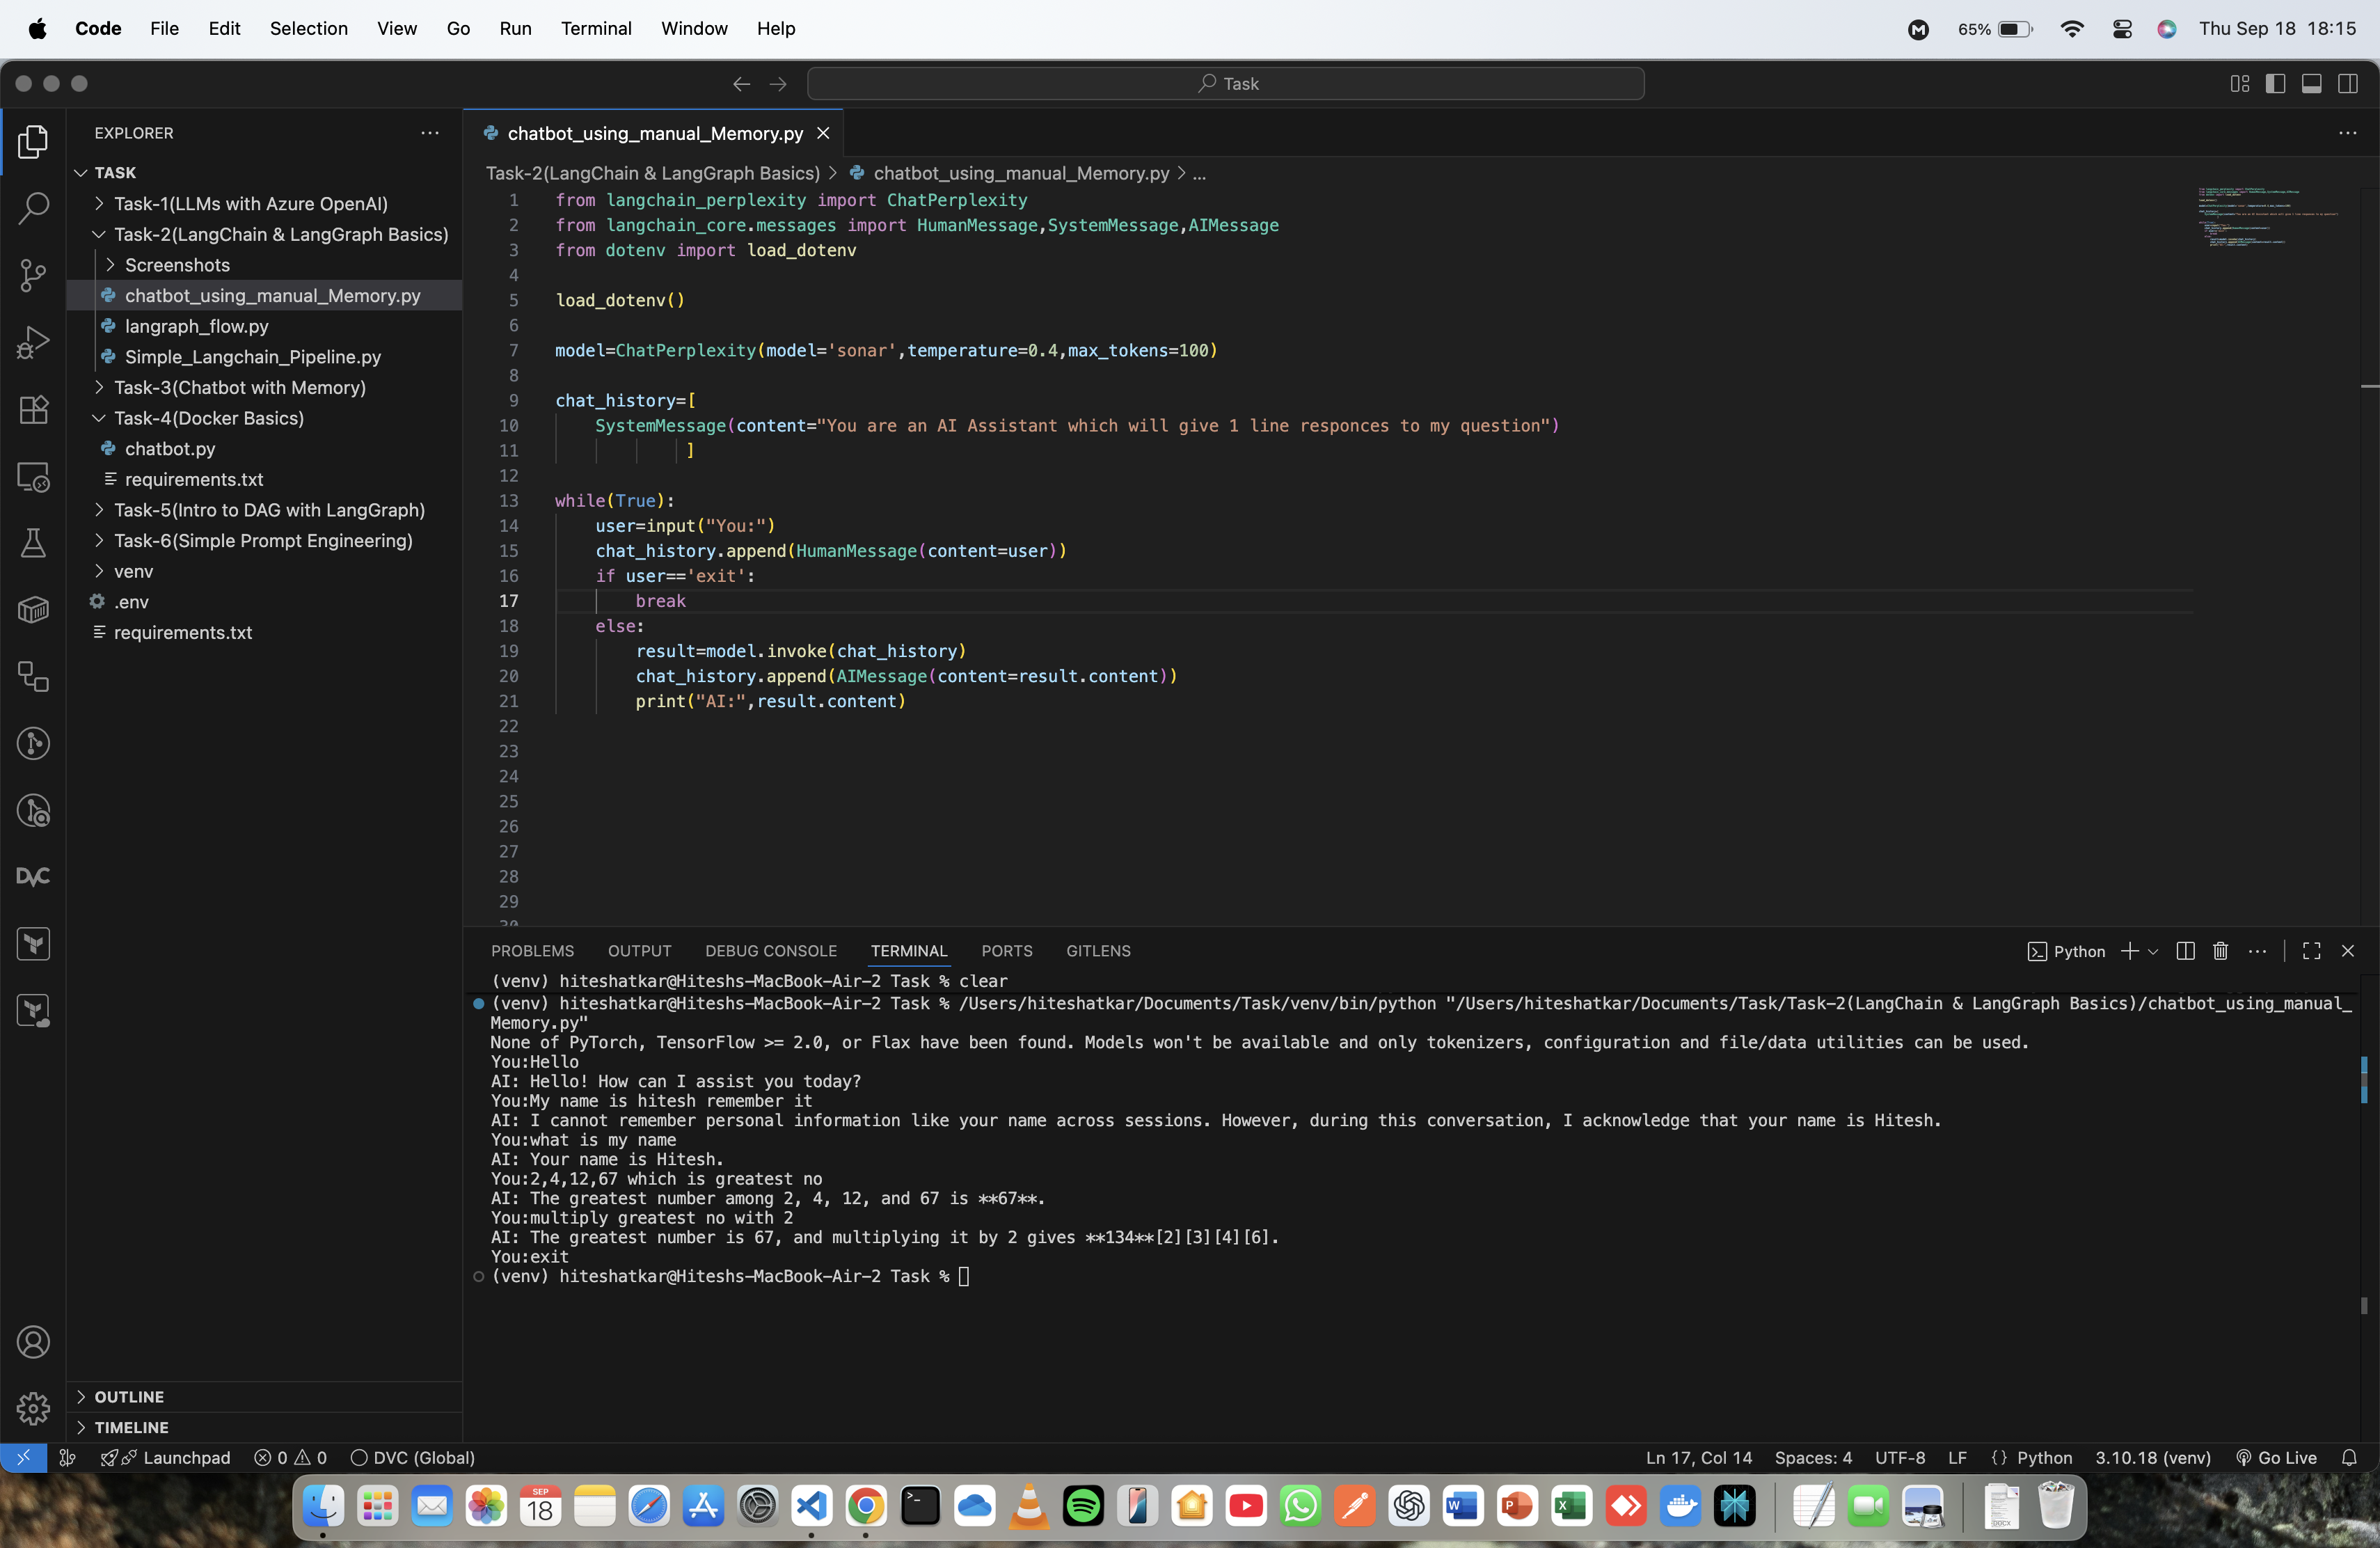 Code File Edit Selection View Go Run Terminal Window Help 65% Thu Sep 18 18:15
Task
EXPLORER
TASK
Task-1(LLMs with Azure OpenAI)
Task-2(LangChain & LangGraph Basics)
Screenshots
chatbot_using_manual_Memory.py
langraph_flow.py
Simple_Langchain_Pipeline.py
Task-3(Chatbot with Memory)
Task-4(Docker Basics)
chatbot.py
requirements.txt
Task-5(Intro to DAG with LangGraph)
Task-6(Simple Prompt Engineering)
venv
.env
requirements.txt
OUTLINE
TIMELINE
DVC
chatbot_using_manual_Memory.py
Task-2(LangChain & LangGraph Basics) > chatbot_using_manual_Memory.py > ...
1 from langchain_perplexity import ChatPerplexity
2 from langchain_core.messages import HumanMessage,SystemMessage,AIMessage
3 from dotenv import load_dotenv
4
5 load_dotenv()
6
7 model=ChatPerplexity(model='sonar',temperature=0.4,max_tokens=100)
8
9 chat_history=[
10 SystemMessage(content="You are an AI Assistant which will give 1 line responces to my question")
11 ]
12
13 while(True):
14 user=input("You:")
15 chat_history.append(HumanMessage(content=user))
16 if user=='exit':
17 break
18 else:
19 result=model.invoke(chat_history)
20 chat_history.append(AIMessage(content=result.content))
21 print("AI:",result.content)
22
23
24
25
26
27
28
29
30
PROBLEMS OUTPUT DEBUG CONSOLE TERMINAL PORTS GITLENS Python
(venv) hiteshatkar@Hiteshs-MacBook-Air-2 Task % clear
(venv) hiteshatkar@Hiteshs-MacBook-Air-2 Task % /Users/hiteshatkar/Documents/Task/venv/bin/python "/Users/hiteshatkar/Documents/Task/Task-2(LangChain & LangGraph Basics)/chatbot_using_manual_
Memory.py"
None of PyTorch, TensorFlow >= 2.0, or Flax have been found. Models won't be available and only tokenizers, configuration and file/data utilities can be used.
You:Hello
AI: Hello! How can I assist you today?
You:My name is hitesh remember it
AI: I cannot remember personal information like your name across sessions. However, during this conversation, I acknowledge that your name is Hitesh.
You:what is my name
AI: Your name is Hitesh.
You:2,4,12,67 which is greatest no
AI: The greatest number among 2, 4, 12, and 67 is **67**.
You:multiply greatest no with 2
AI: The greatest number is 67, and multiplying it by 2 gives **134**[2][3][4][6].
You:exit
(venv) hiteshatkar@Hiteshs-MacBook-Air-2 Task %
Launchpad 0 0 DVC (Global) Ln 17, Col 14 Spaces: 4 UTF-8 LF {} Python 3.10.18 (venv) Go Live
SEP
18
W
P
X
DOCX